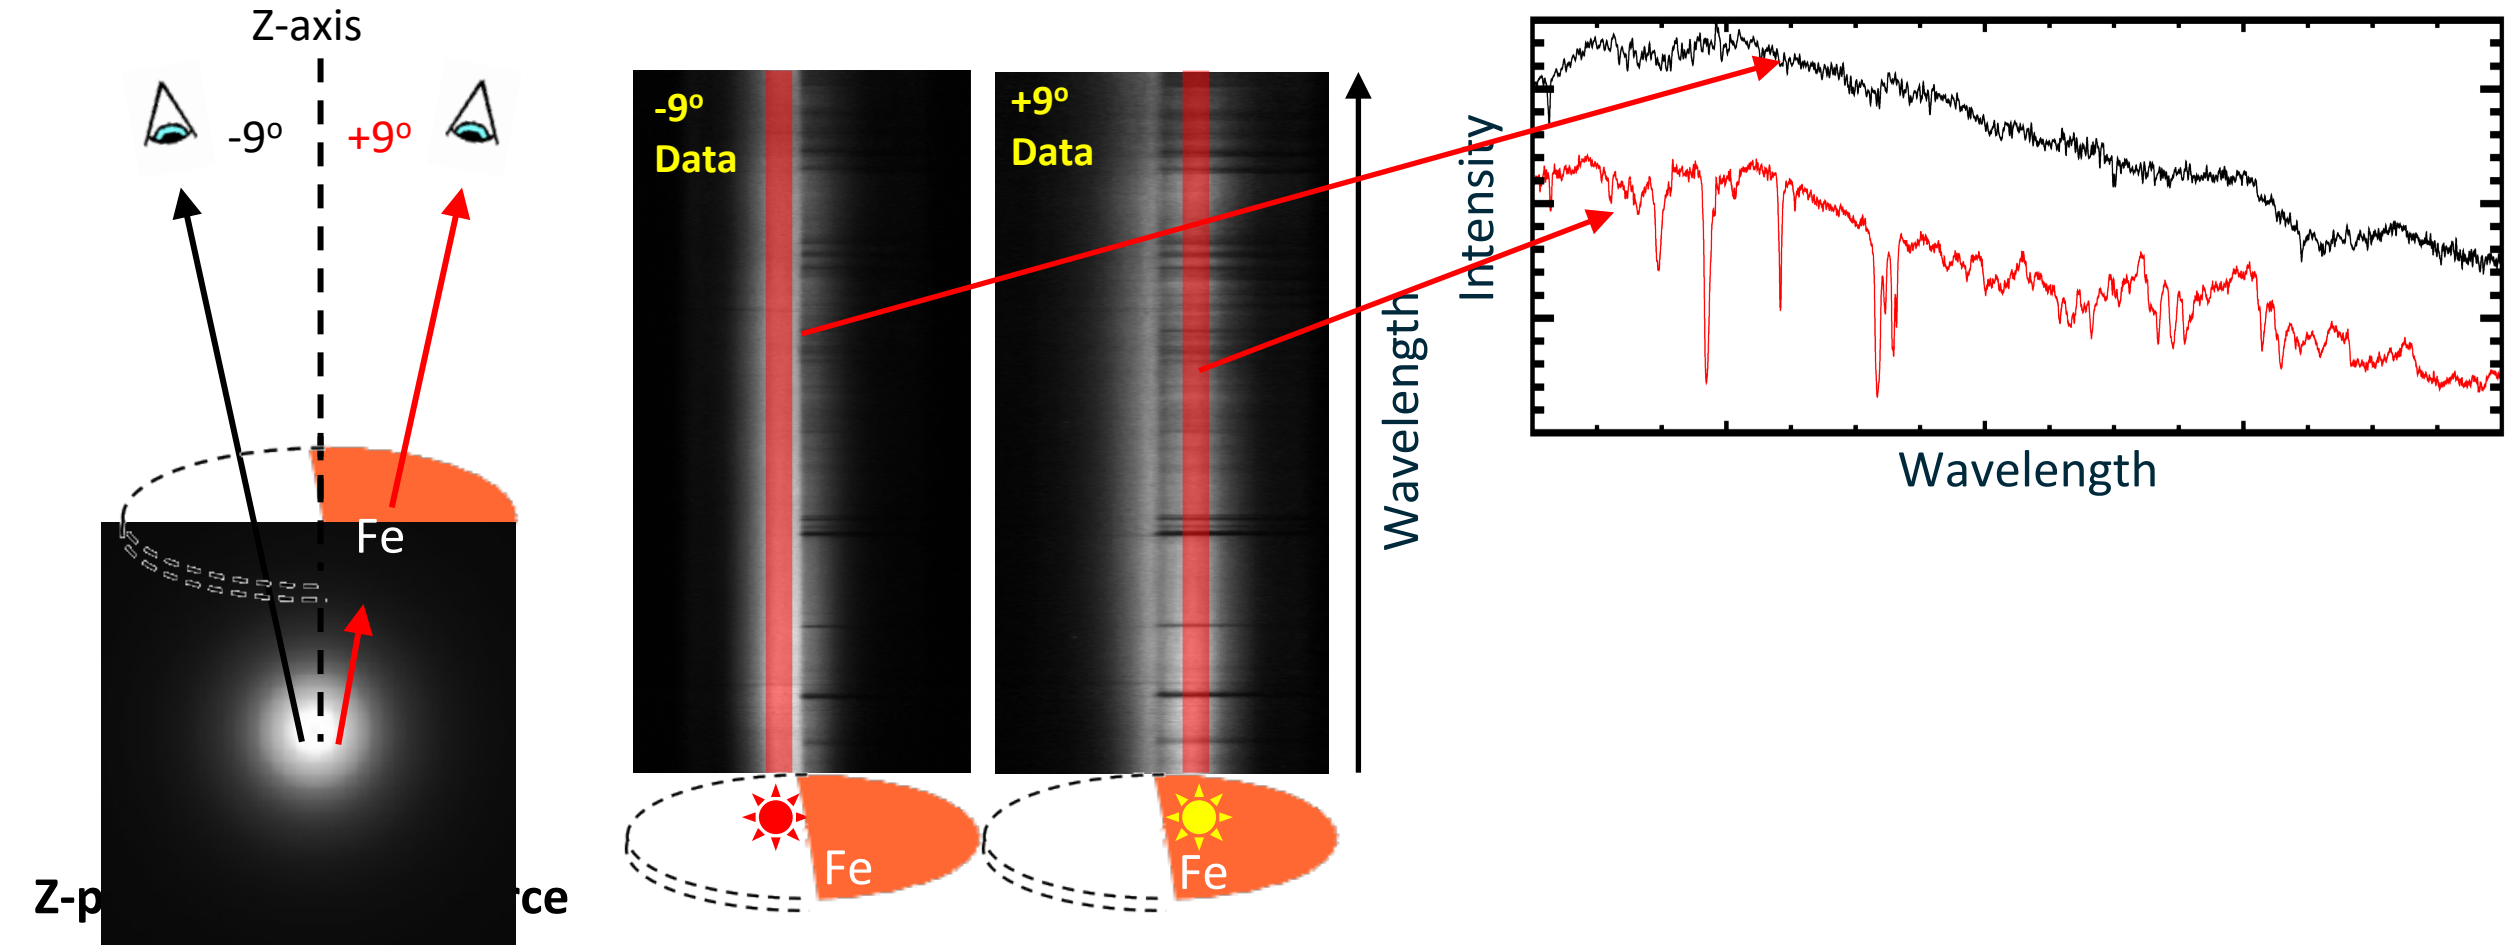 Z-axis
-9º
+9º
Fe
Z-p
rce
-9º
Data
+9º
Data
Fe
Fe
Wavelength
Intensity
Wavelength